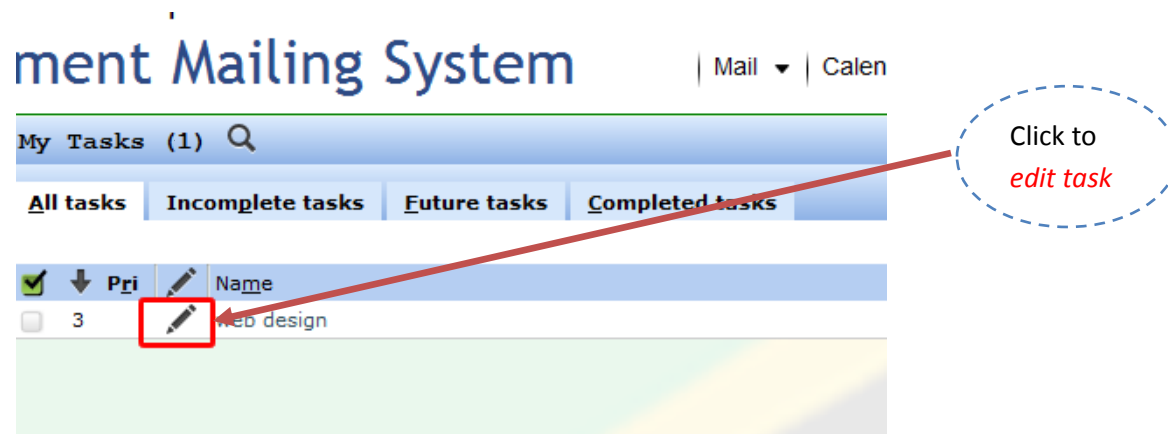 ment Mailing System
Mail
Calen
My Tasks (1)
All tasks Incomplete tasks Future tasks Completed tasks
Pri Name
3 web design
Click to
edit task